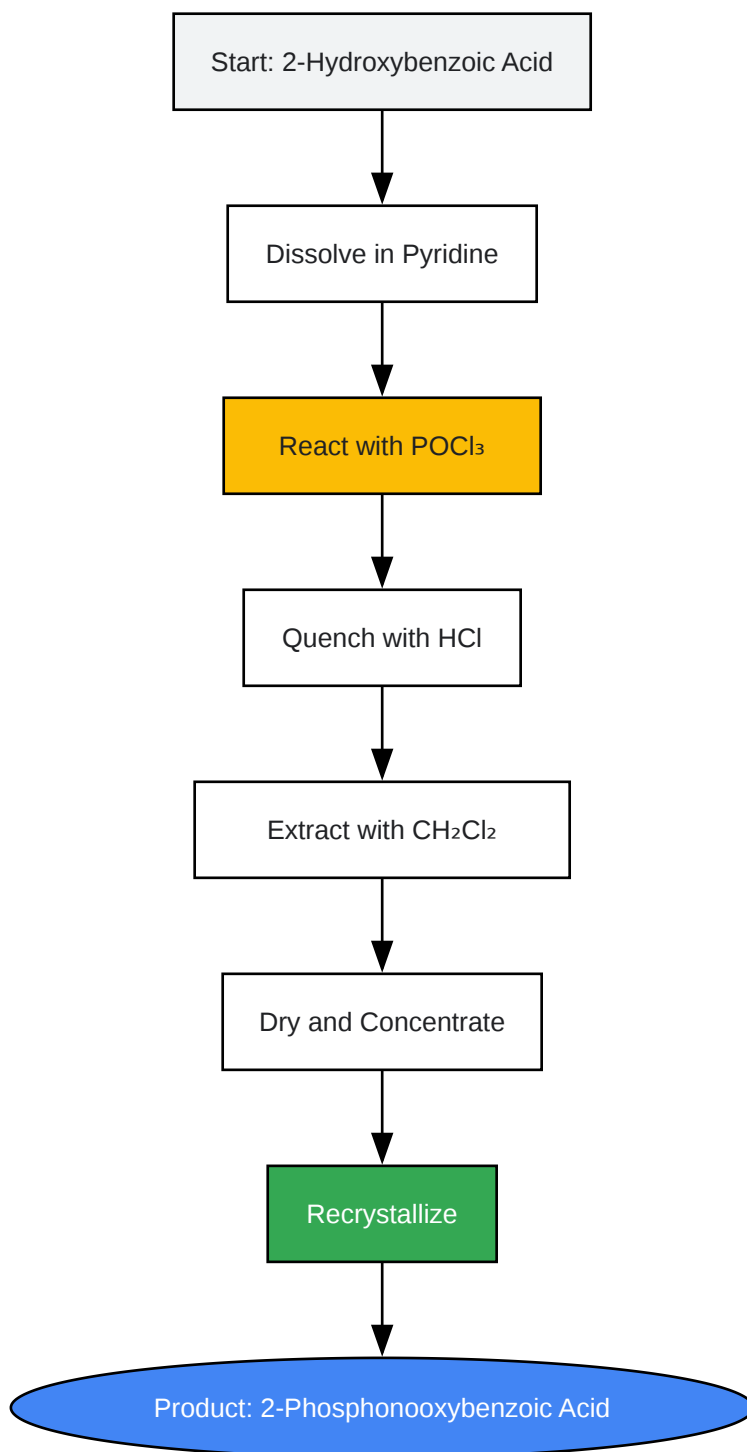 Start: 2-Hydroxybenzoic Acid
Dissolve in Pyridine
React with POCl₃
Quench with HCl
Extract with CH₂Cl₂
Dry and Concentrate
Recrystallize
Product: 2-Phosphonooxybenzoic Acid